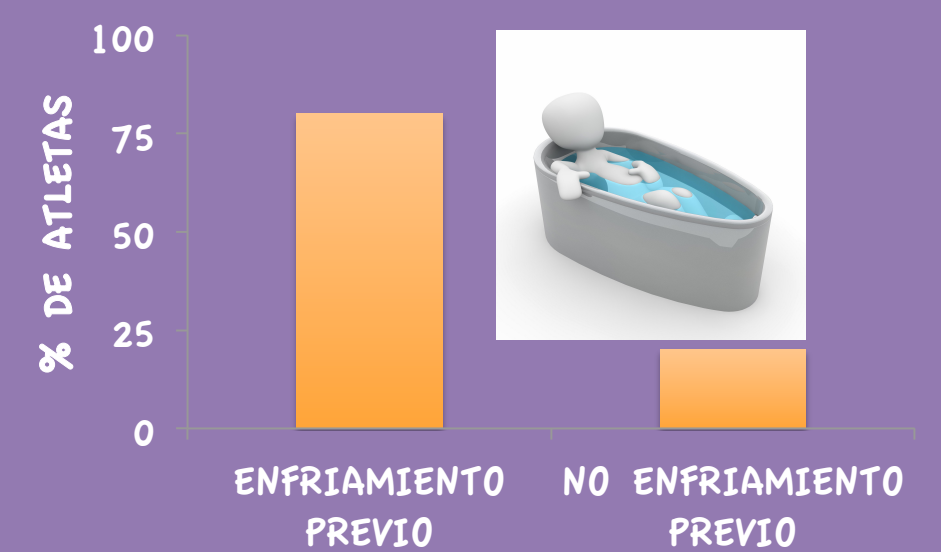 100
75
50
25
0
% DE ATLETAS
ENFRIAMIENTO
PREVIO
NO ENFRIAMIENTO
PREVIO